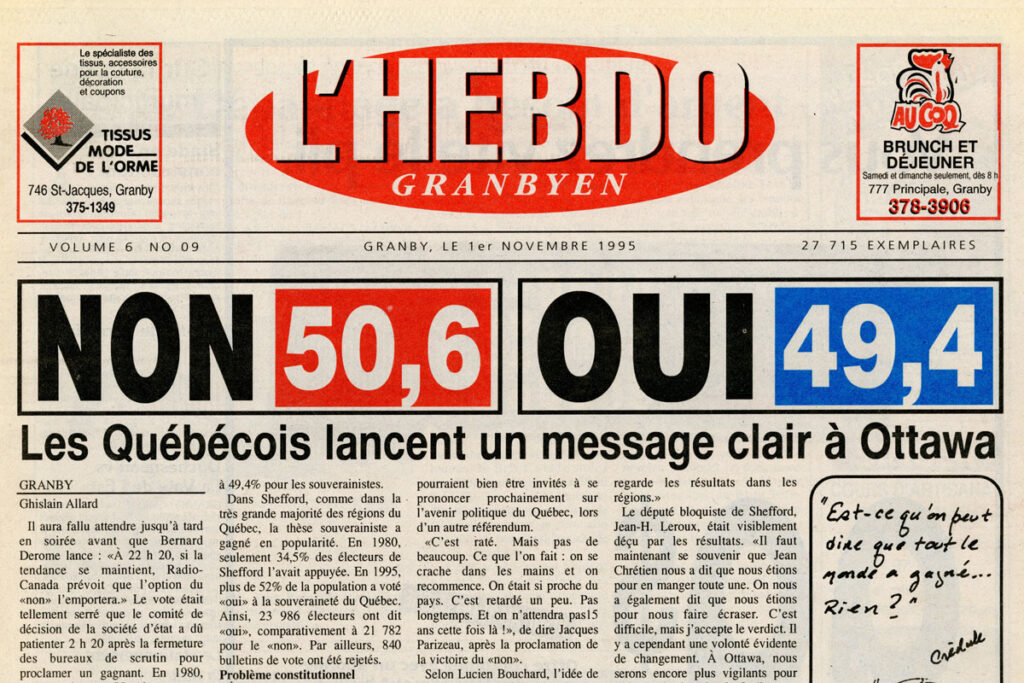 Le spécialiste des
tissus, accessoires
pour la couture,
décoration
et coupons
TISSUS
MODE
DE L'ORME
746 St-Jacques, Granby
375-1349
L'HEBDO
GRANBYEN
AU COQ
BRUNCH ET
DÉJEUNER
Samedi et dimanche seulement, dès 8 h
777 Principale, Granby
378-3906
VOLUME 6 NO 09
GRANBY, LE 1er NOVEMBRE 1995
27 715 EXEMPLAIRES
NON 50,6
OUI 49,4
Les Québécois lancent un message clair à Ottawa
GRANBY
Ghislain Allard
Il aura fallu attendre jusqu'à tard
en soirée avant que Bernard
Derome lance : «À 22 h 20, si la
tendance se maintient, Radio-
Canada prévoit que l'option du
«non» l'emportera.» Le vote était
tellement serré que le comité de
décision de la société d'état a dû
patienter 2 h 20 après la fermeture
des bureaux de scrutin pour
proclamer un gagnant. En 1980,
à 49,4% pour les souverainistes.
Dans Shefford, comme dans la
très grande majorité des régions du
Québec, la thèse souverainiste a
gagné en popularité. En 1980,
seulement 34,5% des électeurs de
Shefford l'avait appuyée. En 1995,
plus de 52% de la population a voté
«oui» à la souveraineté du Québec.
Ainsi, 23 986 électeurs ont dit
«oui», comparativement à 21 782
pour le «non». Par ailleurs, 840
bulletins de vote ont été rejetés.
Problème constitutionnel
pourraient bien être invités à se
prononcer prochainement sur
l'avenir politique du Québec, lors
d'un autre référendum.
«C'est raté. Mais pas de
beaucoup. Ce que l'on fait : on se
crache dans les mains et on
recommence. On était si proche du
pays. C'est retardé un peu. Pas
longtemps. Et on n'attendra pas15
ans cette fois là !», de dire Jacques
Parizeau, après la proclamation de
la victoire du «non».
Selon Lucien Bouchard, l'idée de
regarde les résultats dans les
régions.»
Le député bloquiste de Shefford,
Jean-H. Leroux, était visiblement
déçu par les résultats. «Il faut
maintenant se souvenir que Jean
Chrétien nous a dit que nous étions
pour en manger toute une. On nous
a également dit que nous étions
pour nous faire écraser. C'est
difficile, mais j'accepte le verdict. Il
y a cependant une volonté évidente
de changement. À Ottawa, nous
serons encore plus vigilants pour
"Est-ce qu'on peut
dire que tout le
monde a gagné...
Rien ?"
crédule